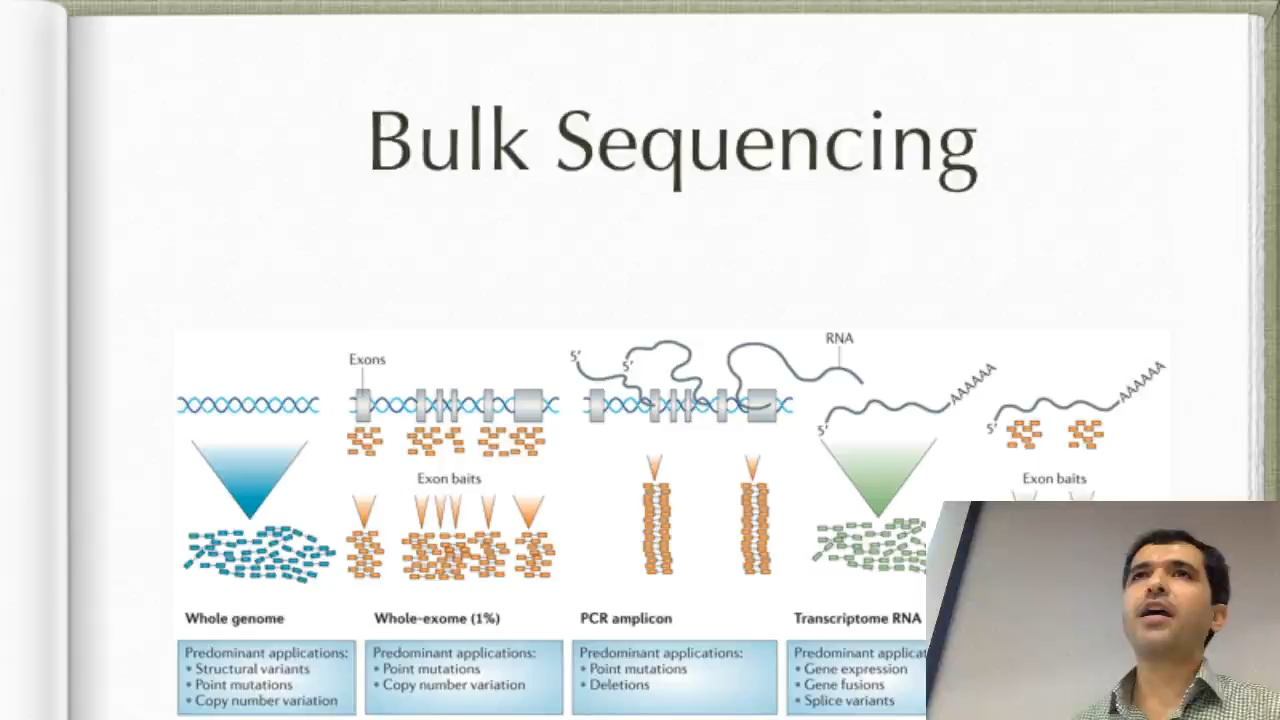 Bulk Sequencing
RNA
Exons
5'
5'
AAAAAA
AAAAAA
5'
5'
Exon baits
Exon baits
Whole genome
Whole-exome (1%)
PCR amplicon
Transcriptome RNA
Predominant applications:
• Structural variants
• Point mutations
• Copy number variation
Predominant applications:
• Point mutations
• Copy number variation
Predominant applications:
• Point mutations
• Deletions
Predominant applicat
• Gene expression
• Gene fusions
• Splice variants